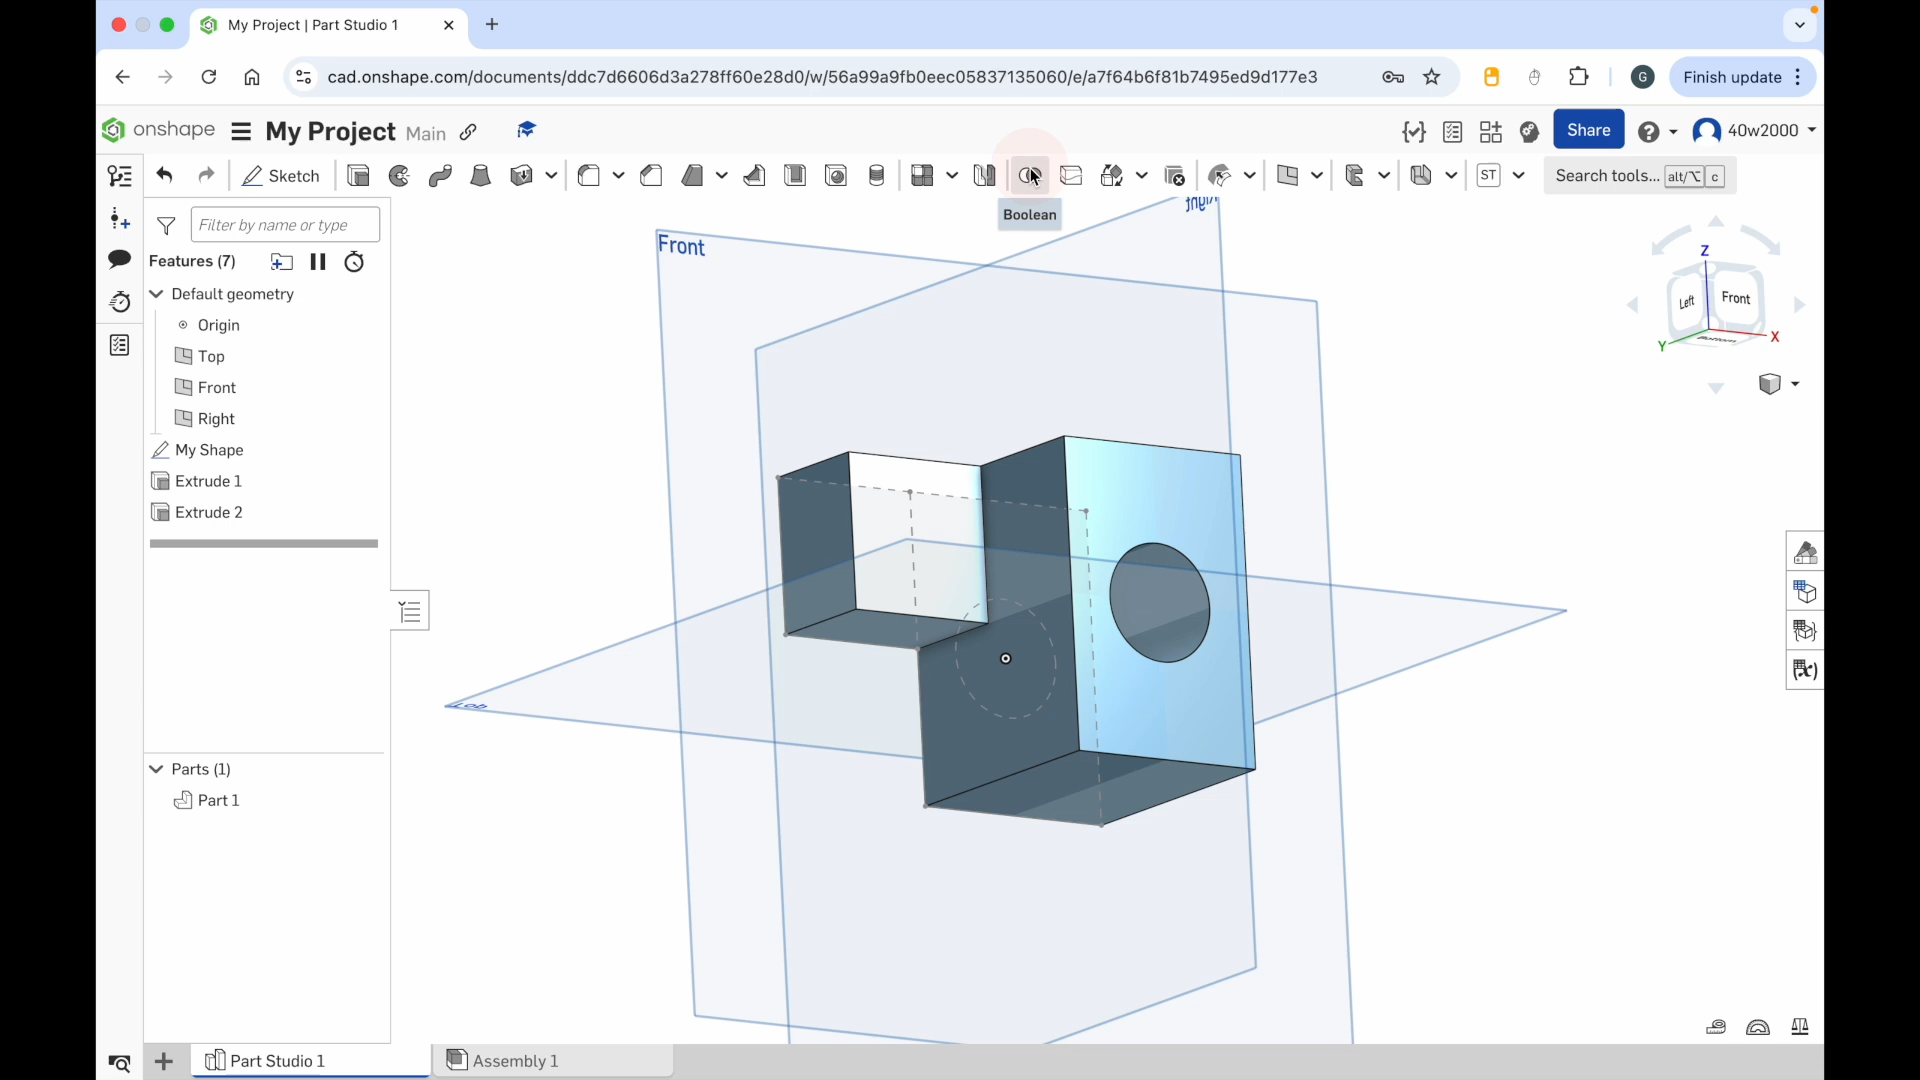 My Project | Part Studio 1
cad.onshape.com/documents/ddc7d6606d3a278ff60e28d0/w/56a99a9fb0eec05837135060/e/a7f64b6f81b7495ed9d177e3
G
Finish update
onshape
My Project Main
Share
40w2000
Sketch
ST
Search tools... alt/⌥ c
Boolean
Filter by name or type
Features (7)
Default geometry
Origin
Top
Front
Right
My Shape
Extrude 1
Extrude 2
Parts (1)
Part 1
Front
Right
Top
Z
Left
Front
Bottom
Y
X
Part Studio 1
Assembly 1